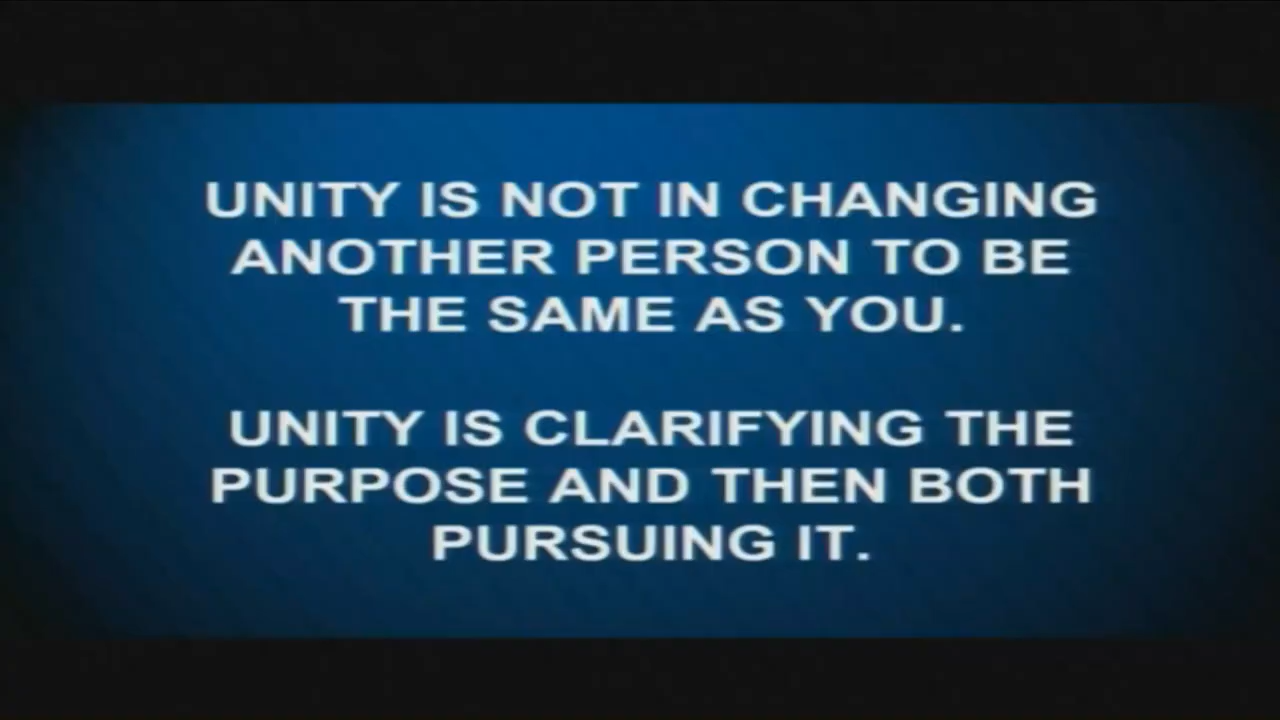 UNITY IS NOT IN CHANGING
ANOTHER PERSON TO BE
THE SAME AS YOU.
UNITY IS CLARIFYING THE
PURPOSE AND THEN BOTH
PURSUING IT.